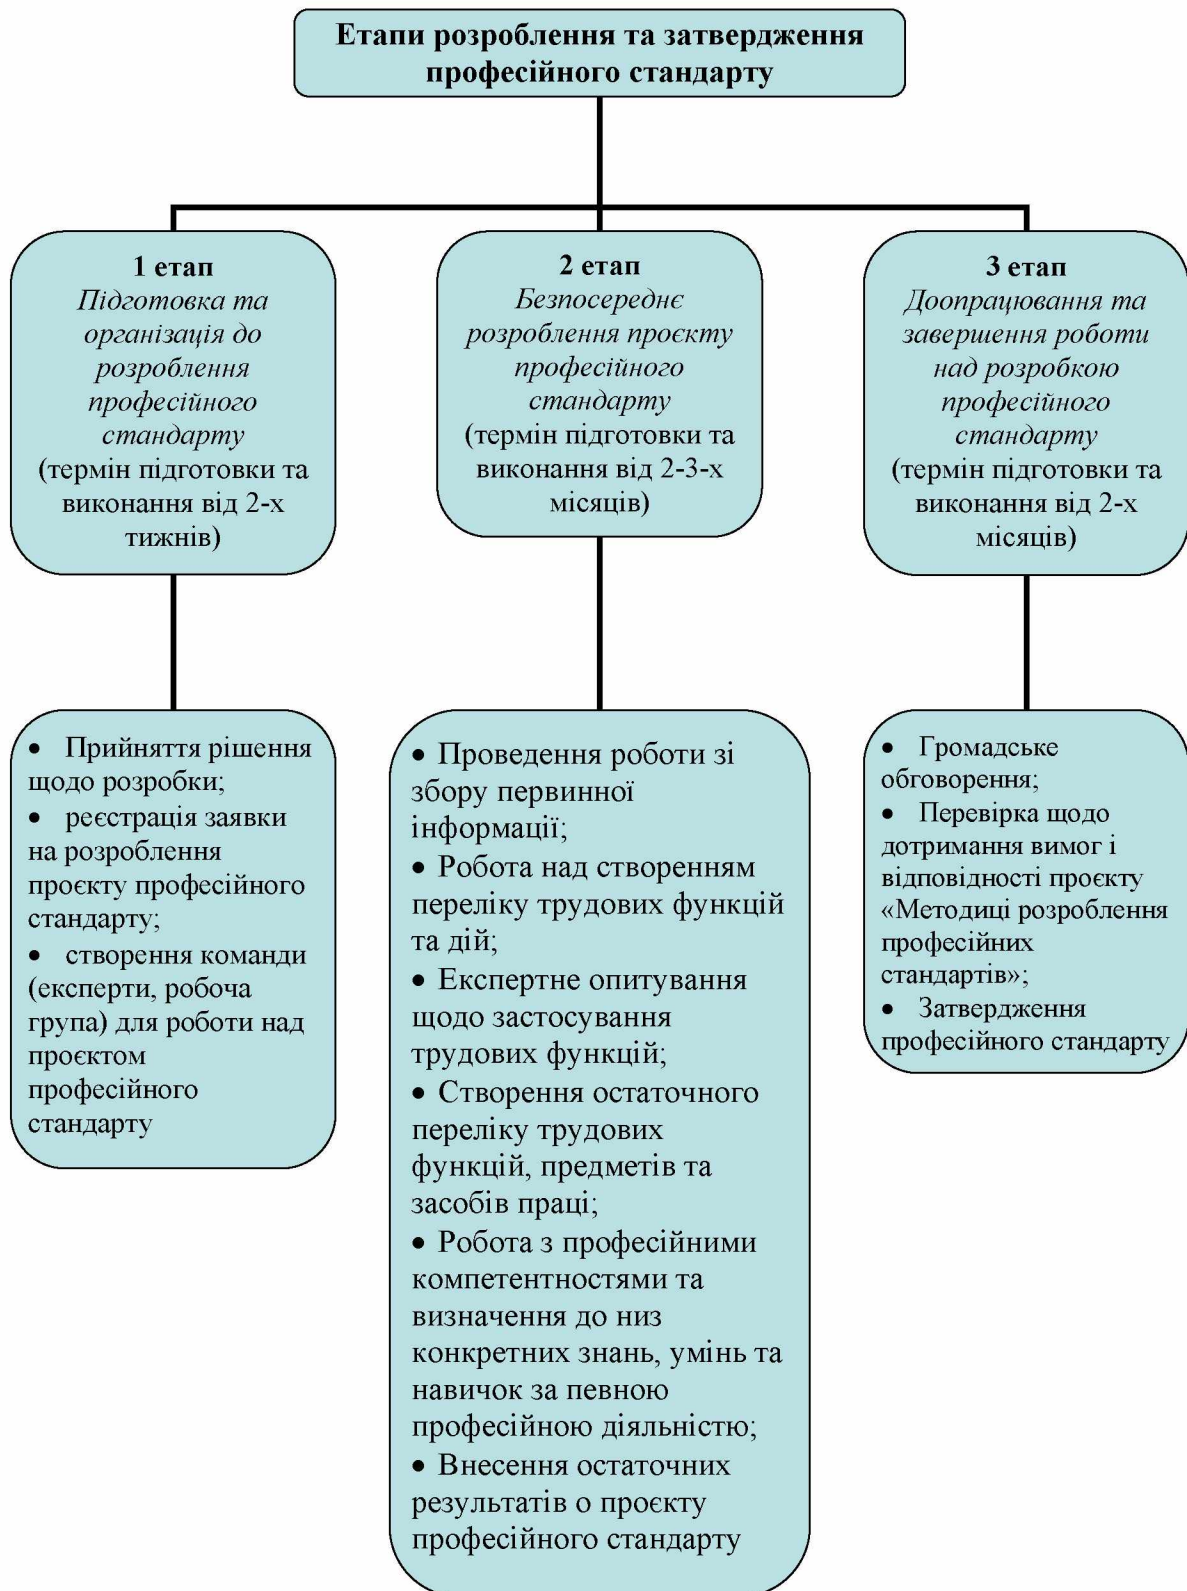 Етапи розроблення та затвердження
професійного стандарту
1 етап
Підготовка та
організація до
розроблення
професійного
стандарту
(термін підготовки та
виконання від 2-х
тижнів)
2 етап
Безпосереднє
розроблення проєкту
професійного
стандарту
(термін підготовки та
виконання від 2-3-х
місяців)
3 етап
Доопрацювання та
завершення роботи
над розробкою
професійного
стандарту
(термін підготовки та
виконання від 2-х
місяців)
• Прийняття рішення
щодо розробки;
• реєстрація заявки
на розроблення
проєкту професійного
стандарту;
• створення команди
(експерти, робоча
група) для роботи над
проєктом
професійного
стандарту
• Проведення роботи зі
збору первинної
інформації;
• Робота над створенням
переліку трудових функцій
та дій;
• Експертне опитування
щодо застосування
трудових функцій;
• Створення остаточного
переліку трудових
функцій, предметів та
засобів праці;
• Робота з професійними
компетентностями та
визначення до низ
конкретних знань, умінь та
навичок за певною
професійною діяльністю;
• Внесення остаточних
результатів о проєкту
професійного стандарту
• Громадське
обговорення;
• Перевірка щодо
дотримання вимог і
відповідності проєкту
«Методиці розроблення
професійних
стандартів»;
• Затвердження
професійного стандарту